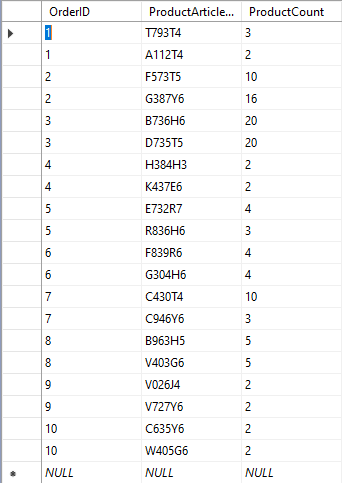 OrderID ProductArticle... ProductCount
1 T793T4 3
1 A112T4 2
2 F573T5 10
2 G387Y6 16
3 B736H6 20
3 D735T5 20
4 H384H3 2
4 K437E6 2
5 E732R7 4
5 R836H6 3
6 F839R6 4
6 G304H6 4
7 C430T4 10
7 C946Y6 3
8 B963H5 5
8 V403G6 5
9 V026J4 2
9 V727Y6 2
10 C635Y6 2
10 W405G6 2
NULL NULL NULL